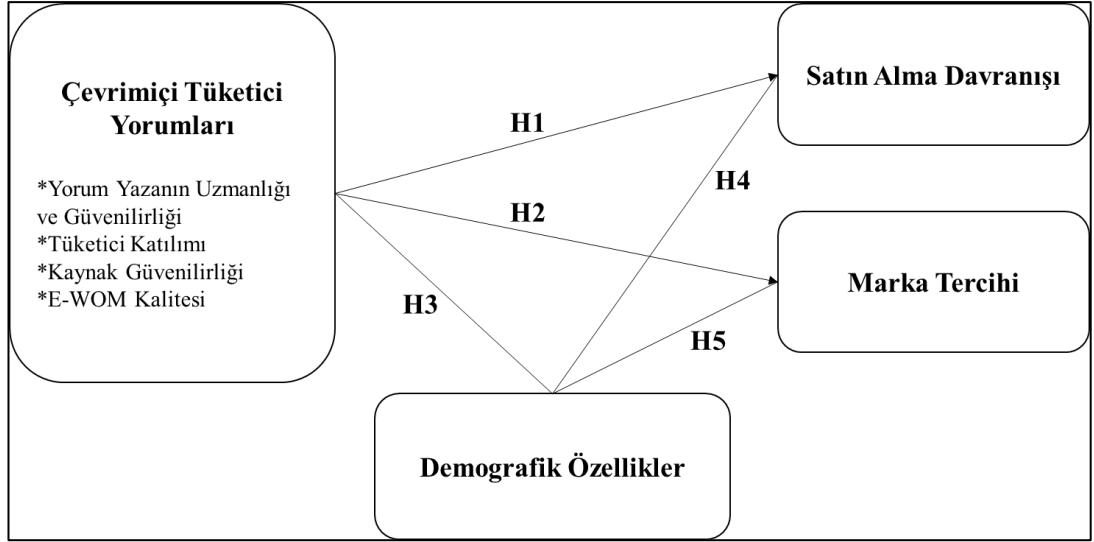 Çevrimiçi Tüketici
Yorumları
*Yorum Yazanın Uzmanlığı
ve Güvenilirliği
*Tüketici Katılımı
*Kaynak Güvenilirliği
*E-WOM Kalitesi
H1
H2
H3
H4
H5
Satın Alma Davranışı
Marka Tercihi
Demografik Özellikler